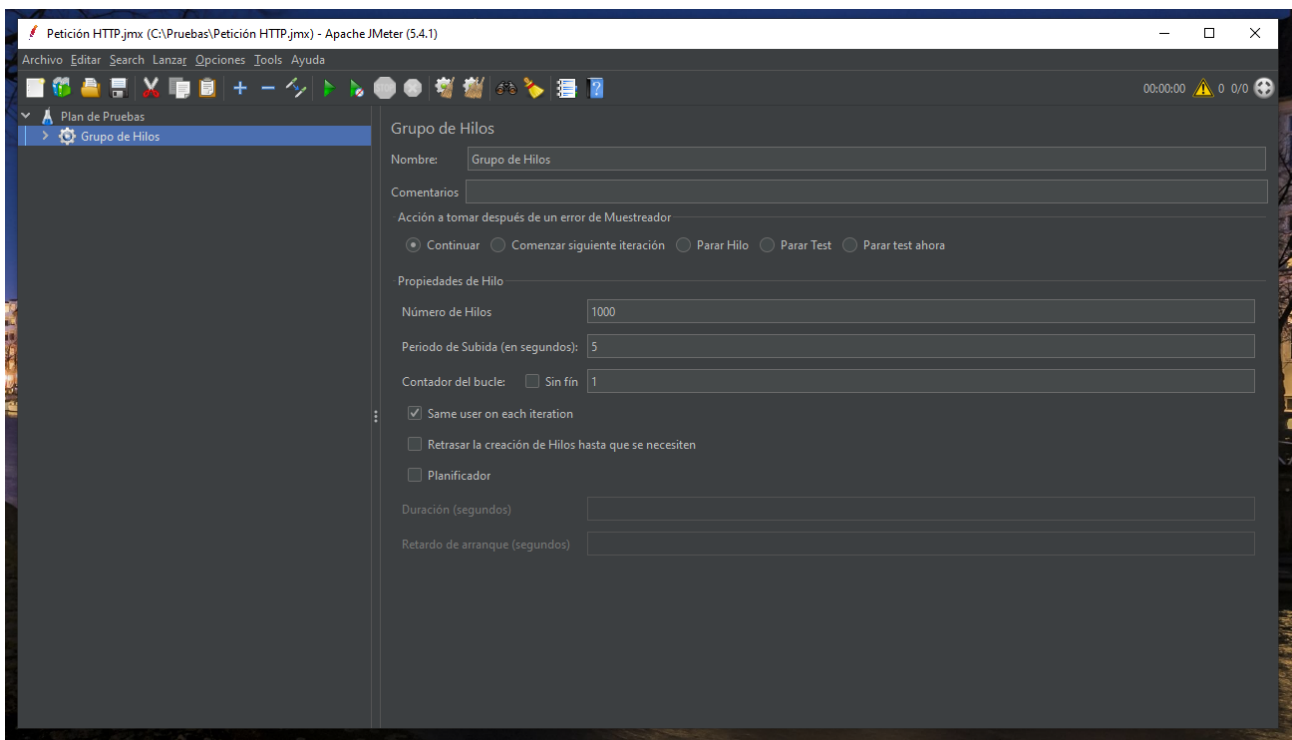 Petición HTTP.jmx (C:\Pruebas\Petición HTTP.jmx) - Apache JMeter (5.4.1)
Archivo Editar Search Lanzar Opciones Tools Ayuda
00:00:00 0 0/0
Plan de Pruebas
Grupo de Hilos
Grupo de Hilos
Nombre: Grupo de Hilos
Comentarios
Acción a tomar después de un error de Muestreador
Continuar Comenzar siguiente iteración Parar Hilo Parar Test Parar test ahora
Propiedades de Hilo
Número de Hilos 1000
Periodo de Subida (en segundos): 5
Contador del bucle: Sin fín 1
Same user on each iteration
Retrasar la creación de Hilos hasta que se necesiten
Planificador
Duración (segundos)
Retardo de arranque (segundos)